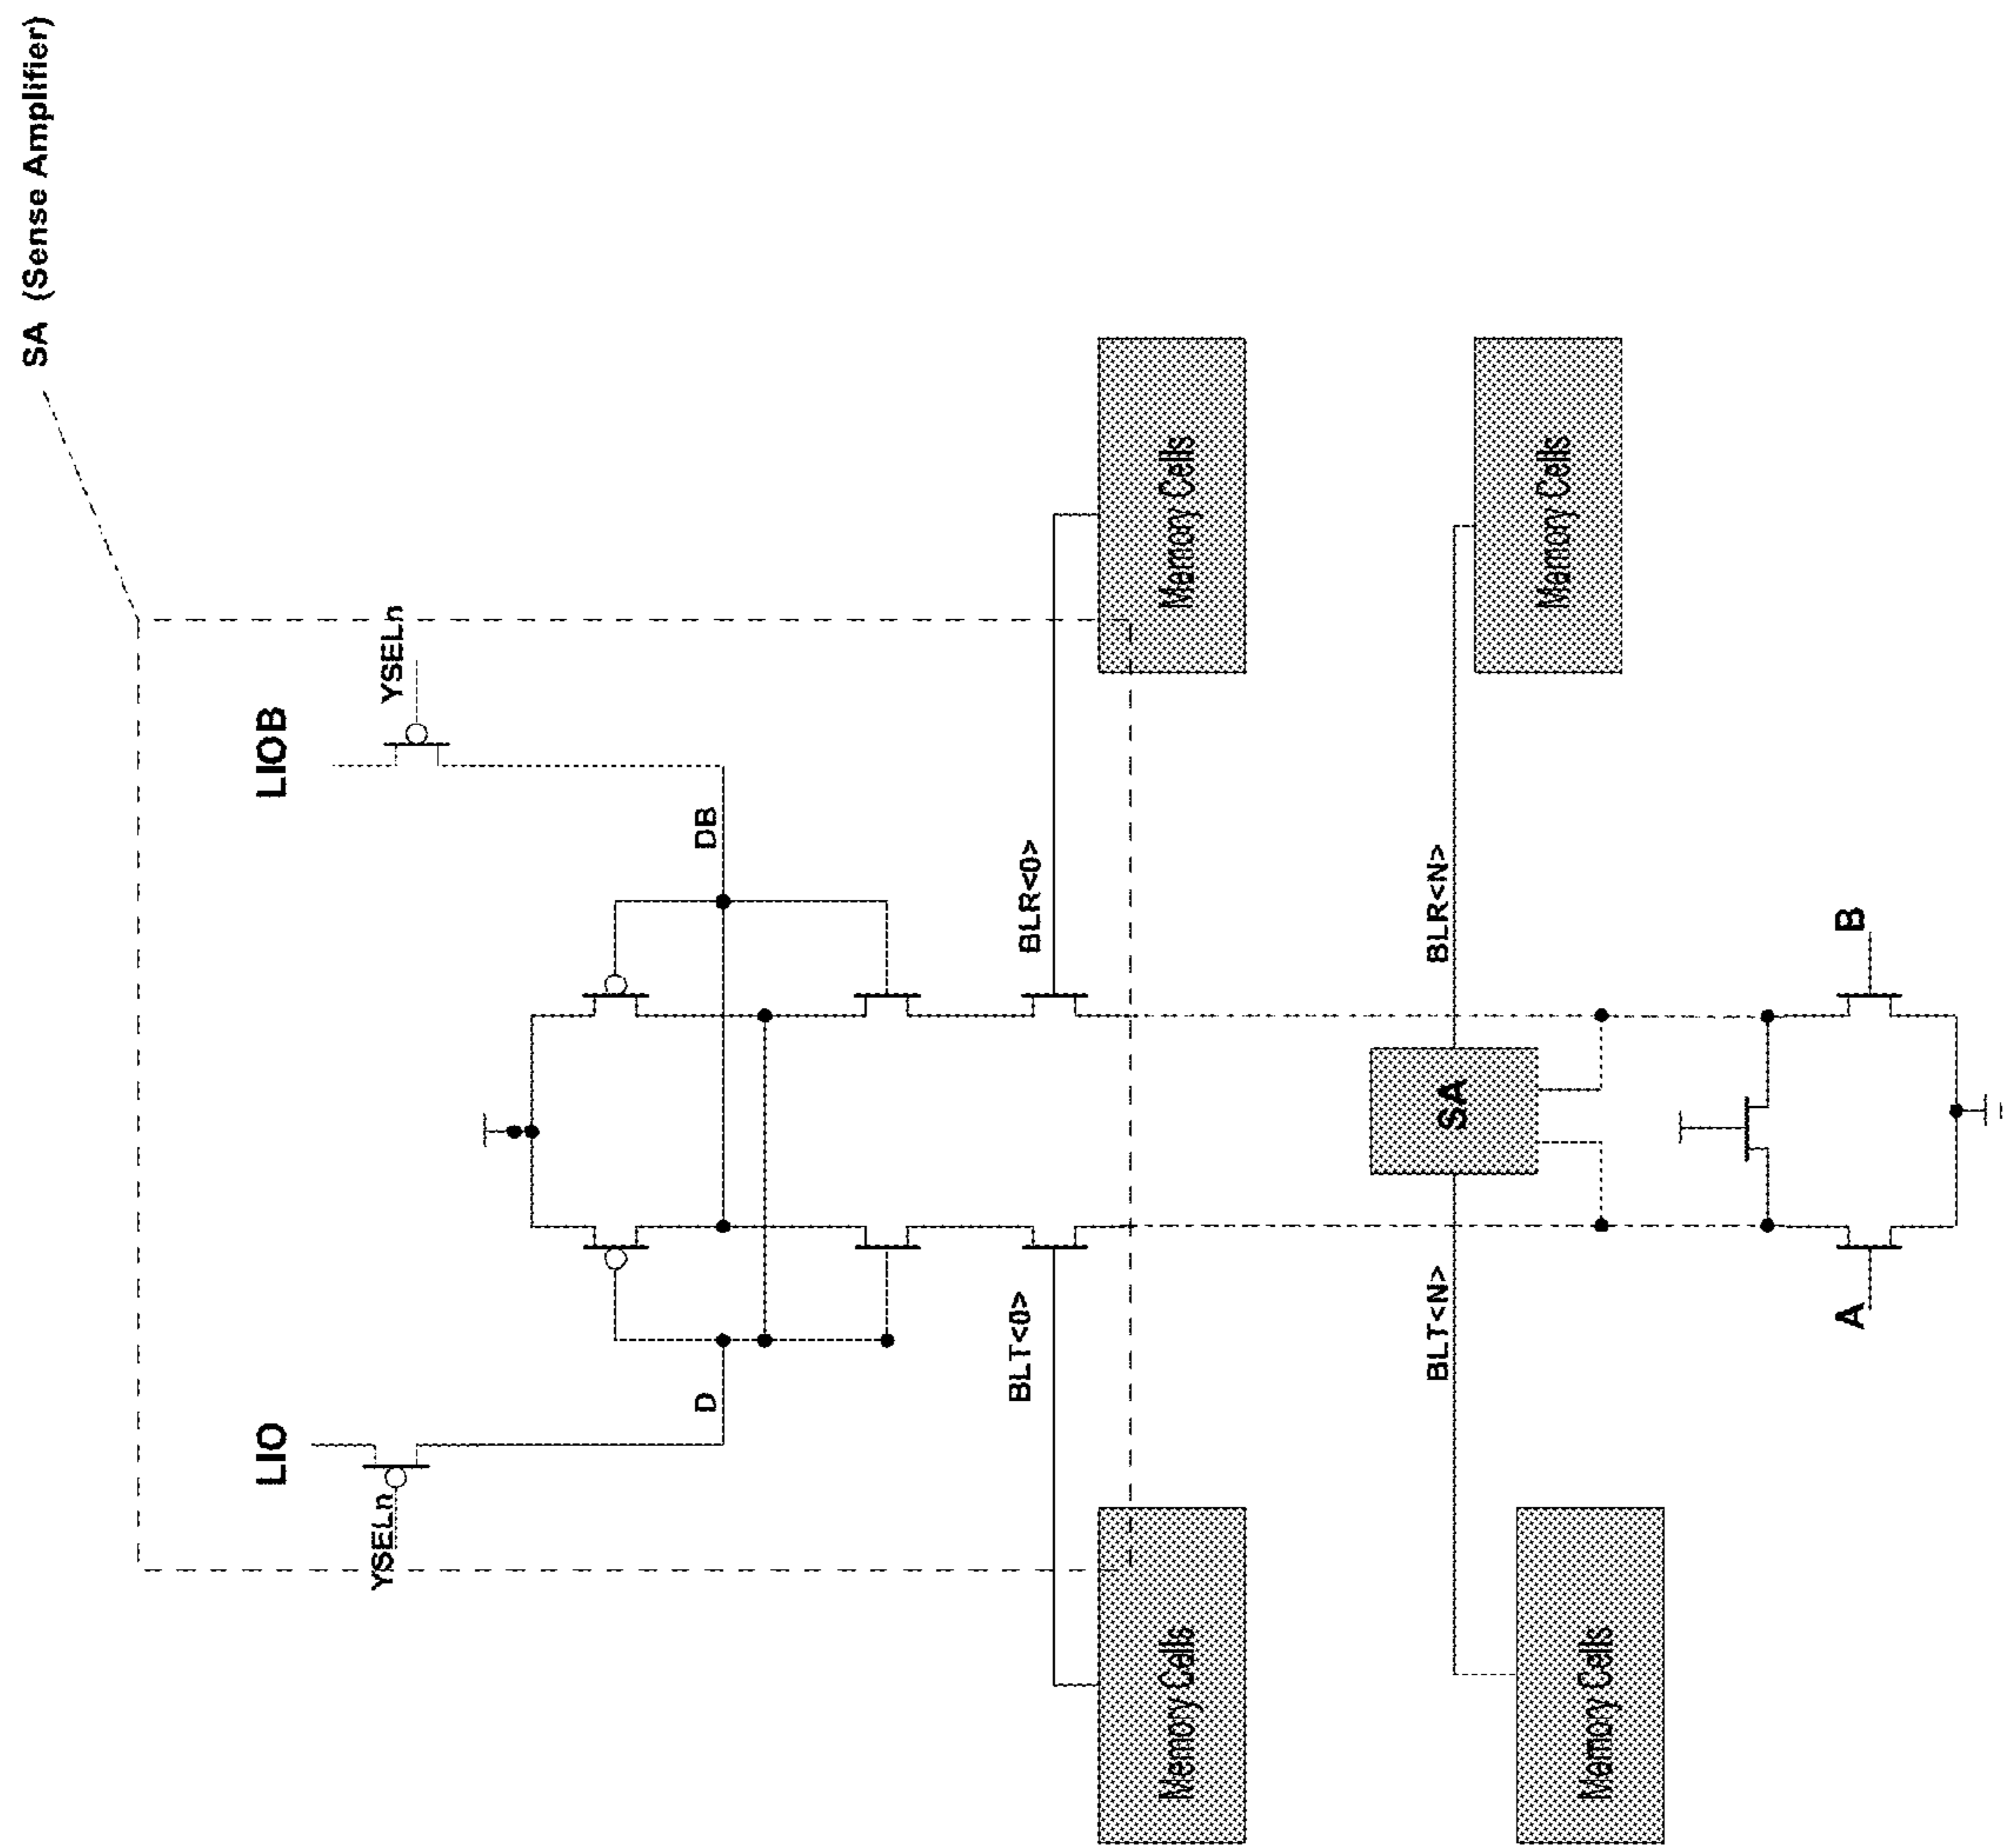 SA (Sense Amplifier)
LIO
LIOB
YSELn
YSELn
D
DB
BLT<0>
BLR<0>
Memory Cells
Memory Cells
BLT<N>
SA
BLR<N>
Memory Cells
Memory Cells
A
B